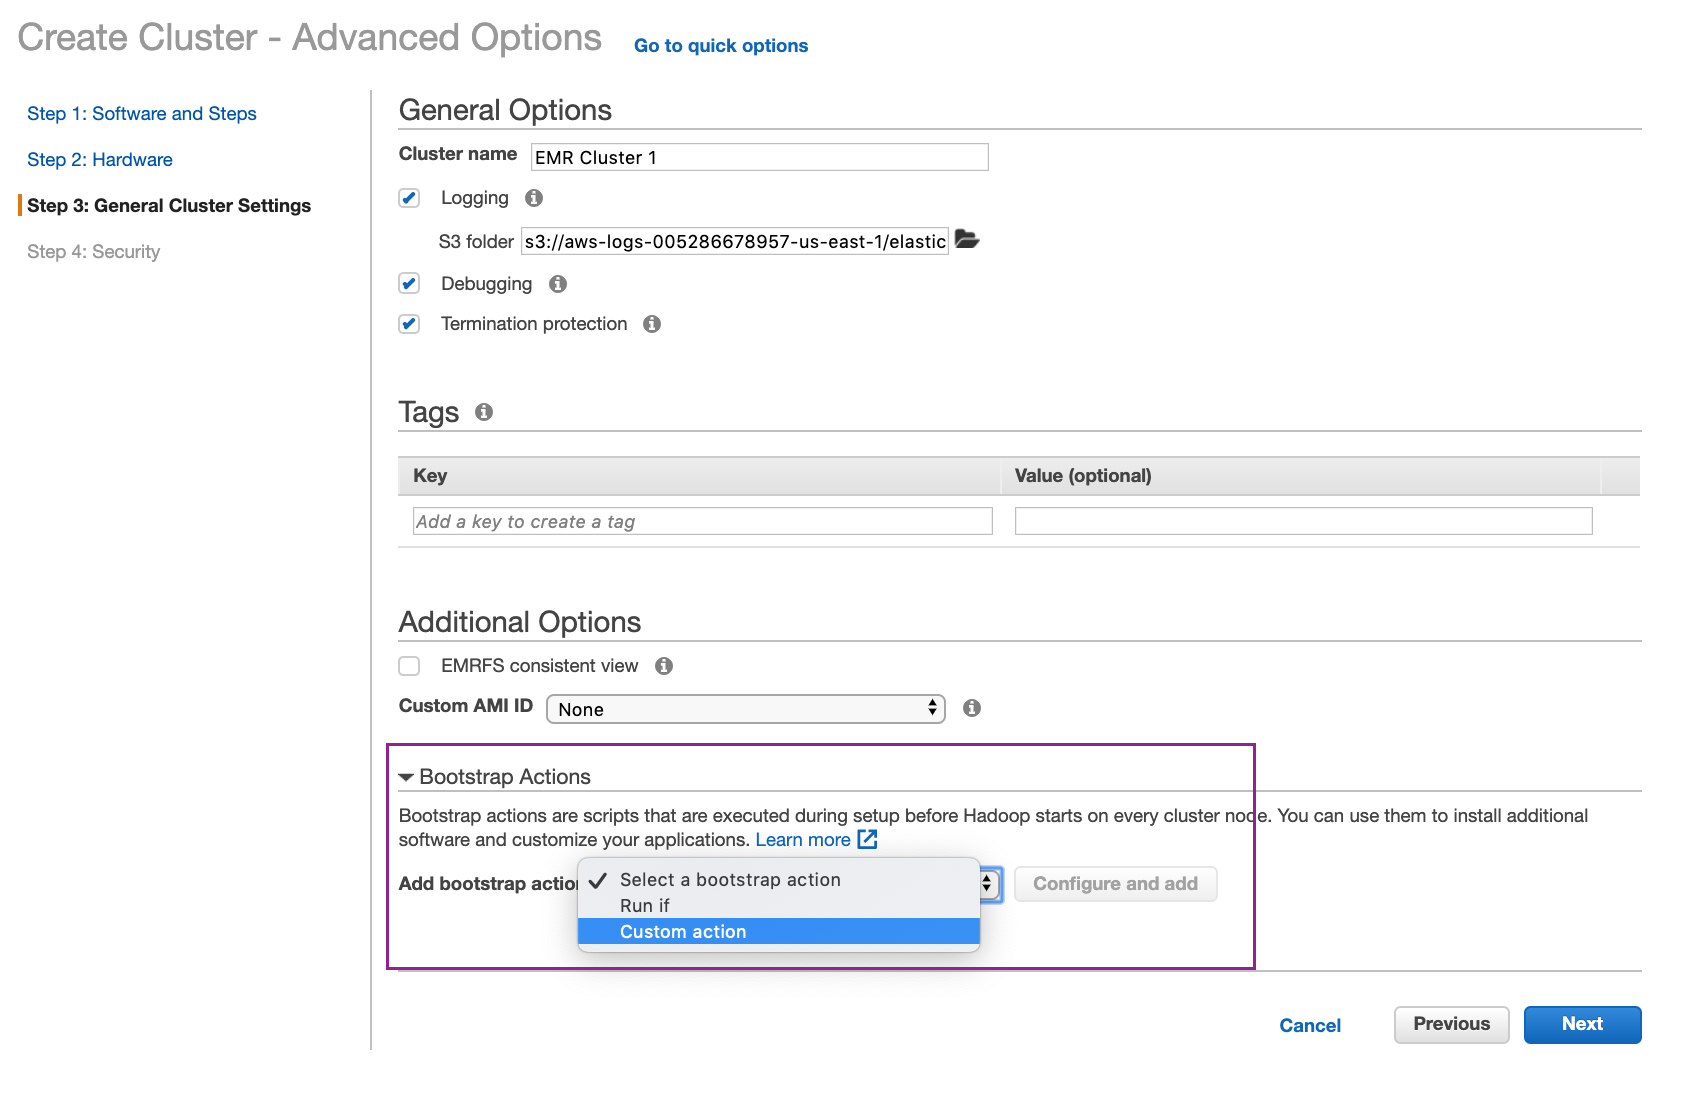 Create Cluster - Advanced Options Go to quick options
Step 1: Software and Steps
Step 2: Hardware
Step 3: General Cluster Settings
Step 4: Security
General Options
Cluster name EMR Cluster 1
Logging
S3 folder s3://aws-logs-005286678957-us-east-1/elastic
Debugging
Termination protection
Tags
Key Value (optional)
Add a key to create a tag
Additional Options
EMRFS consistent view
Custom AMI ID None
Bootstrap Actions
Bootstrap actions are scripts that are executed during setup before Hadoop starts on every cluster node. You can use them to install additional
software and customize your applications. Learn more
Add bootstrap action Select a bootstrap action Configure and add
Run if
Custom action
Cancel Previous Next